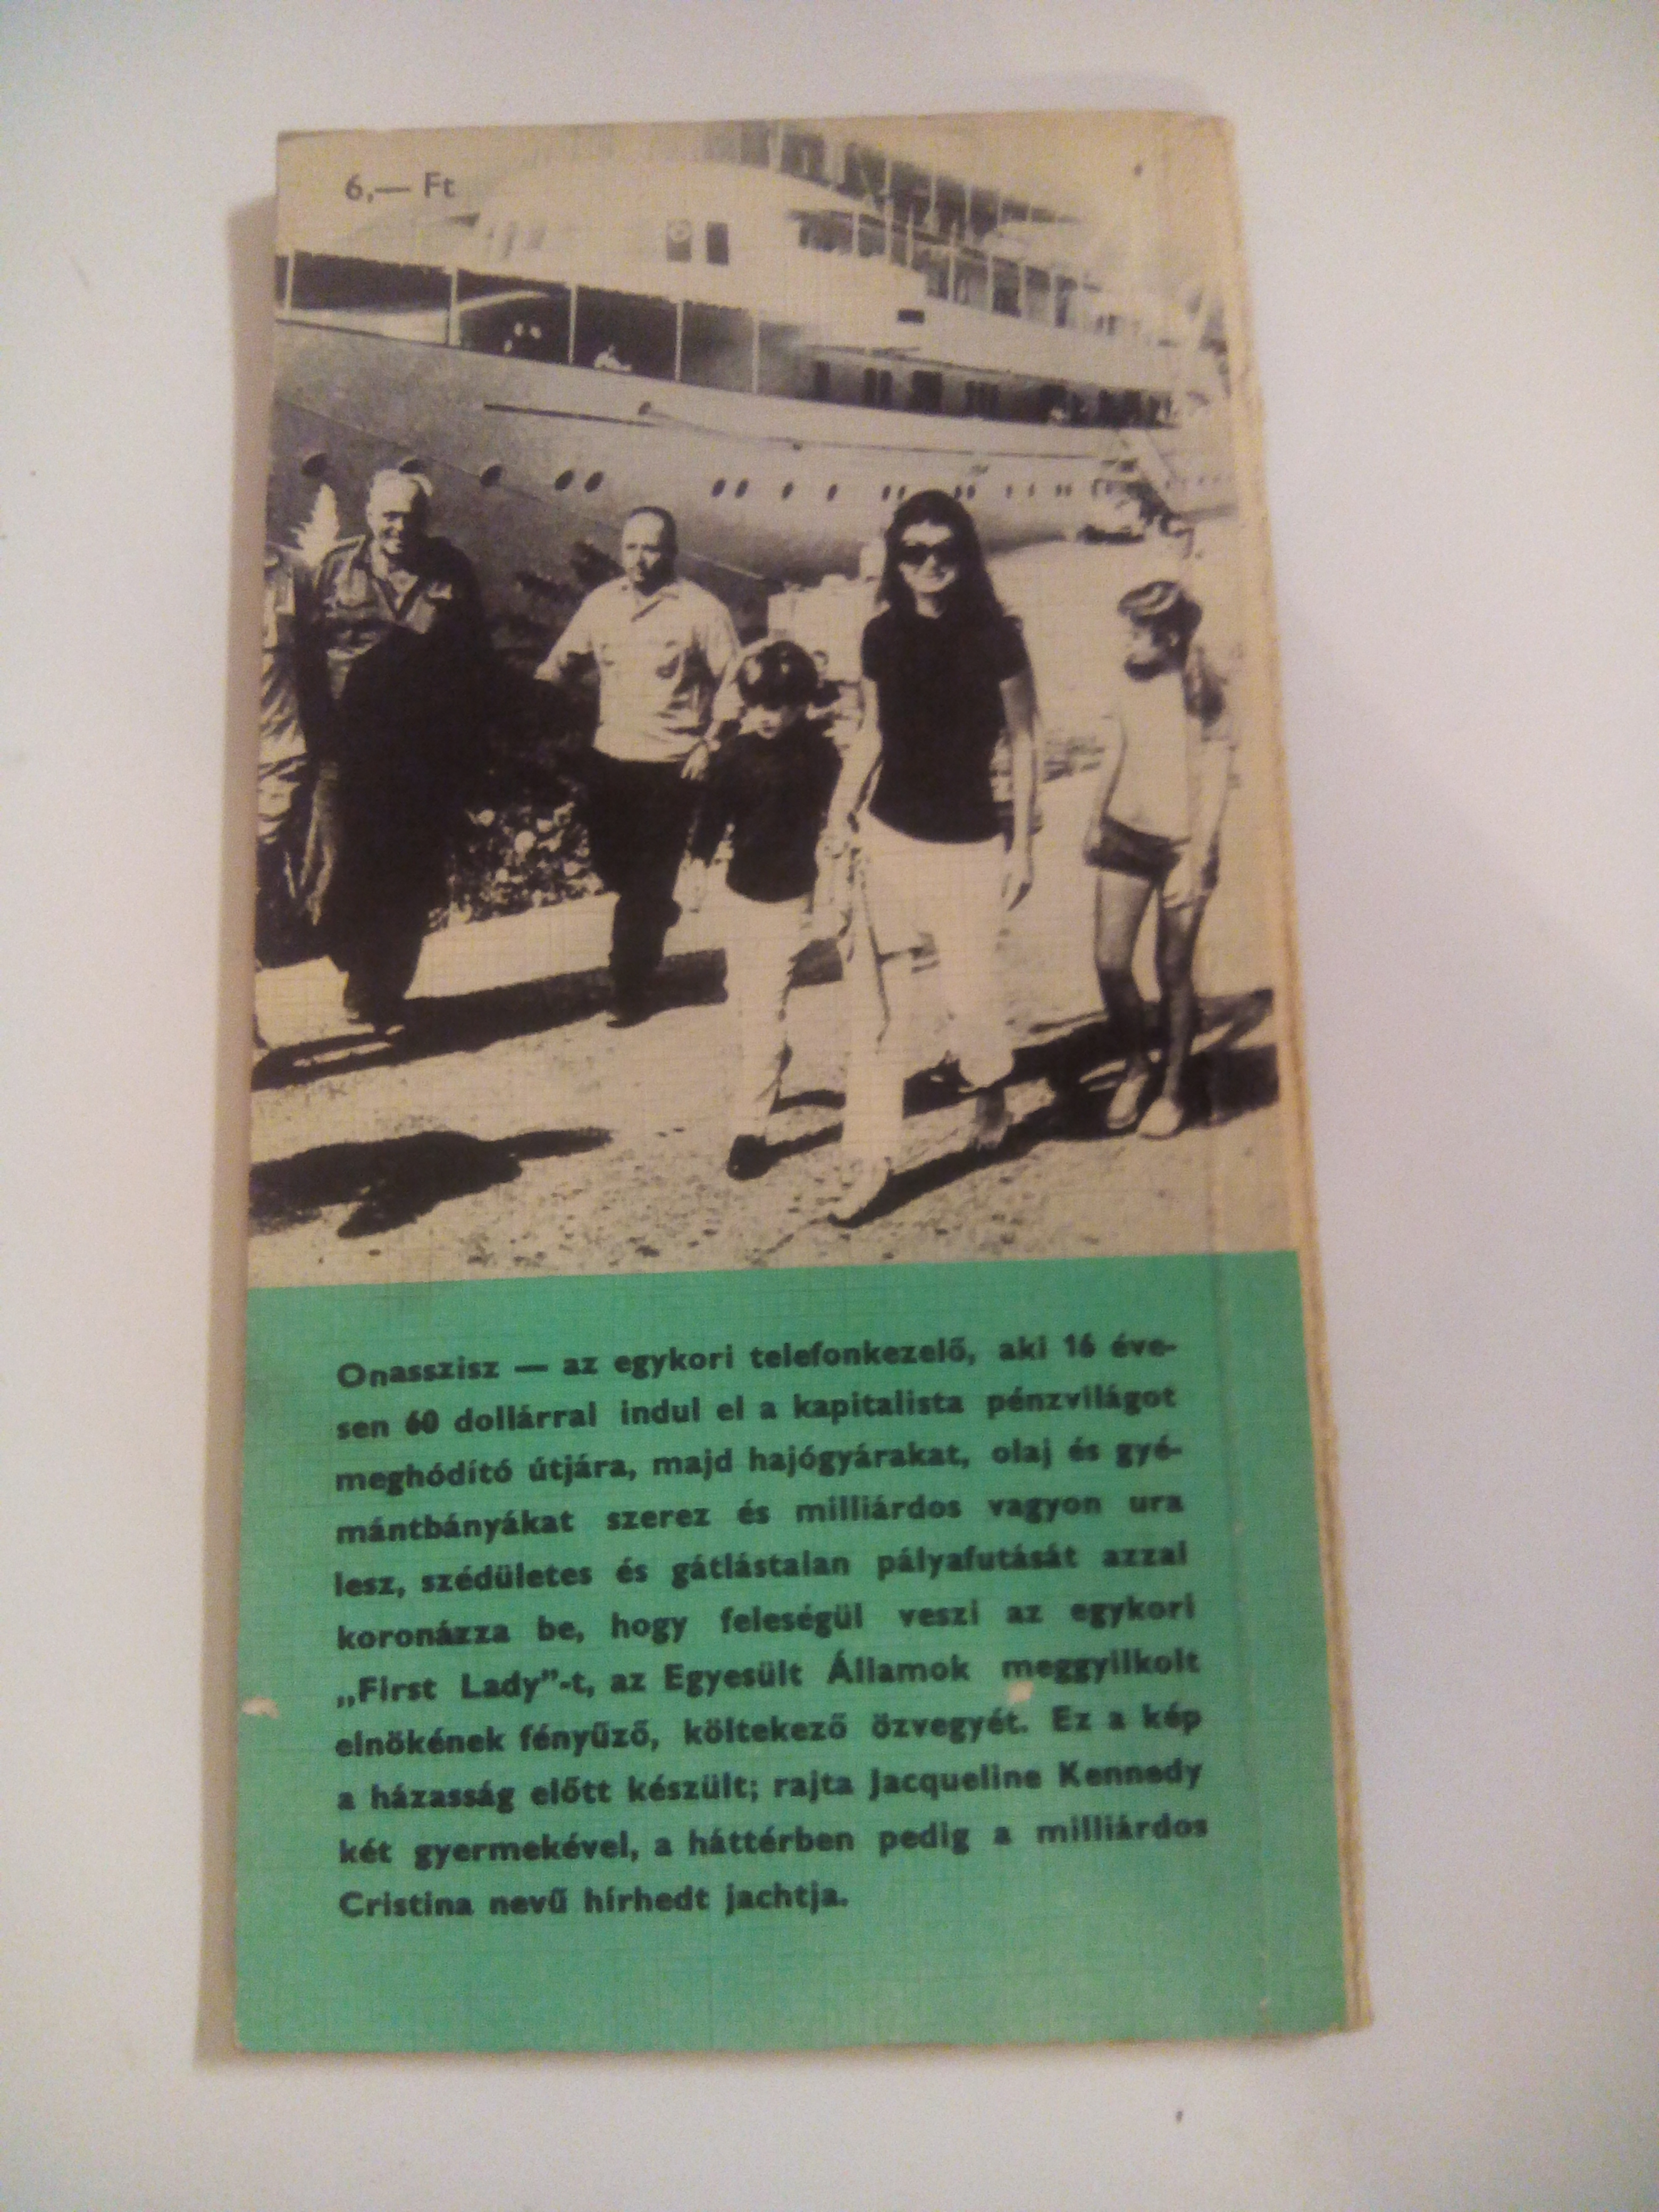 6,— Ft
Onasszisz — az egykori telefonkezelő, aki 16 éve-
sen 60 dollárral indul el a kapitalista pénzvilágot
meghódító útjára, majd hajógyárakat, olaj és gyé-
mántbányákat szerez és milliárdos vagyon ura
lesz, szédületes és gátlástalan pályafutását azzal
koronázza be, hogy feleségül veszi az egykori
„First Lady”-t, az Egyesült Államok meggyilkolt
elnökének fényűző, költekező özvegyét. Ez a kép
a házasság előtt készült; rajta Jacqueline Kennedy
két gyermekével, a háttérben pedig a milliárdos
Cristina nevű hírhedt jachtja.